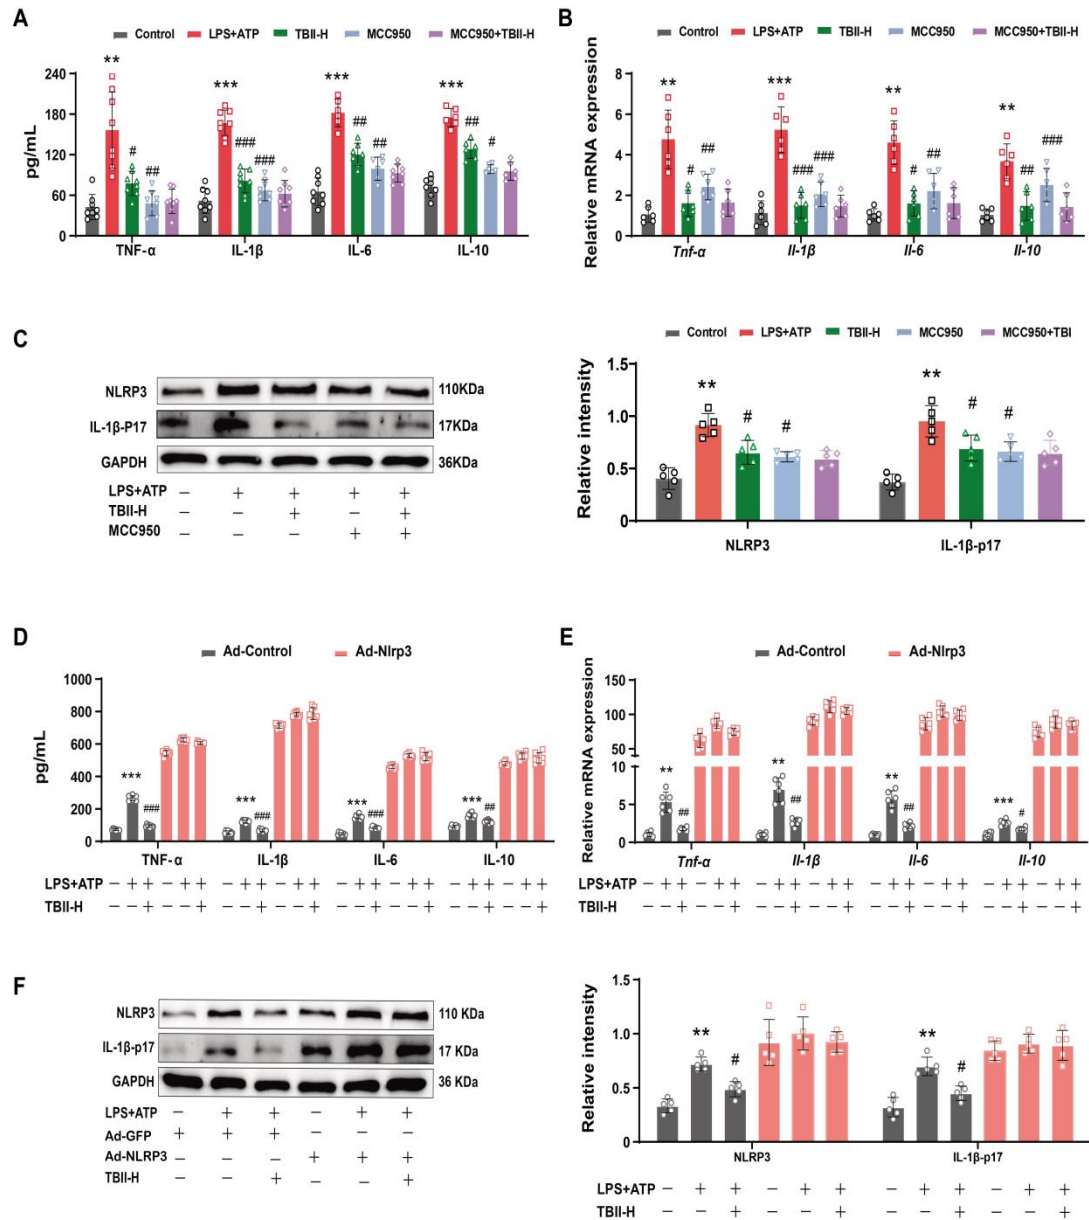 A
Control LPS+ATP TBII-H MCC950 MCC950+TBII-H
pg/mL
240
180
120
60
0
** *** *** ***
# ## ### ### ## ## ## #
TNF-α IL-1β IL-6 IL-10
B
Control LPS+ATP TBII-H MCC950 MCC950+TBII-H
Relative mRNA expression
8
6
4
2
0
** *** ** **
# ## ### ### # ## ## ###
Tnf-α Il-1β Il-6 Il-10
C
NLRP3 110KDa
IL-1β-P17 17KDa
GAPDH 36KDa
LPS+ATP − + + + +
TBII-H − − + − +
MCC950 − − − + +
Control LPS+ATP TBII-H MCC950 MCC950+TBI
Relative intensity
1.5
1.0
0.5
0
** # # ** # #
NLRP3 IL-1β-p17
D
Ad-Control Ad-Nlrp3
pg/mL
1000
800
600
400
200
0
*** ### *** ### *** ### *** ##
TNF-α IL-1β IL-6 IL-10
LPS+ATP − + + − + + − + + − + + − + + − + + − + + − + +
TBII-H − − + − − + − − + − − + − − + − − + − − + − − +
E
Ad-Control Ad-Nlrp3
Relative mRNA expression
150
100
50
10
5
0
** ## ** ## ** ## *** #
Tnf-α Il-1β Il-6 Il-10
LPS+ATP − + + − + + − + + − + + − + + − + + − + + − + +
TBII-H − − + − − + − − + − − + − − + − − + − − + − − +
F
NLRP3 110 KDa
IL-1β-p17 17 KDa
GAPDH 36 KDa
LPS+ATP − + + − + +
Ad-GFP + + + − − −
Ad-NLRP3 − − − + + +
TBII-H − − + − − +
Relative intensity
1.5
1.0
0.5
0
** # ** #
NLRP3 IL-1β-p17
LPS+ATP − + + − + + − + + − + +
TBII-H − − + − − + − − + − − +